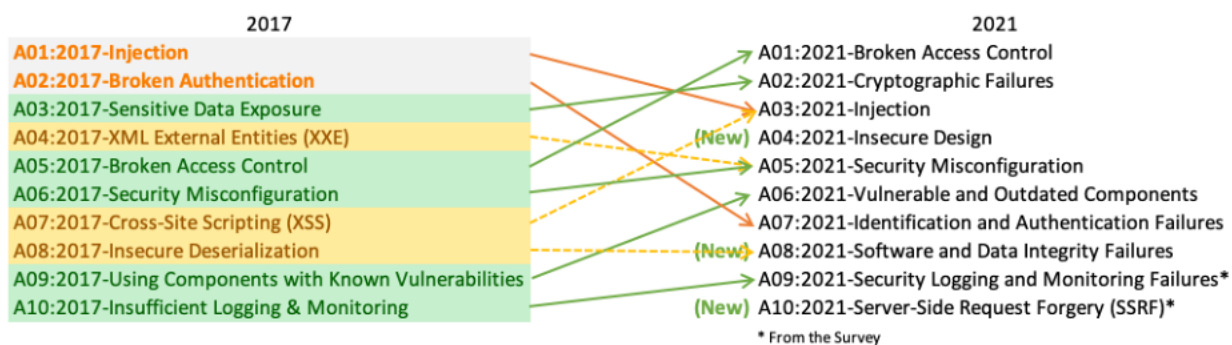 2017
2021
A01:2017-Injection
A02:2017-Broken Authentication
A03:2017-Sensitive Data Exposure
A04:2017-XML External Entities (XXE)
A05:2017-Broken Access Control
A06:2017-Security Misconfiguration
A07:2017-Cross-Site Scripting (XSS)
A08:2017-Insecure Deserialization
A09:2017-Using Components with Known Vulnerabilities
A10:2017-Insufficient Logging & Monitoring
A01:2021-Broken Access Control
A02:2021-Cryptographic Failures
A03:2021-Injection
(New) A04:2021-Insecure Design
A05:2021-Security Misconfiguration
A06:2021-Vulnerable and Outdated Components
A07:2021-Identification and Authentication Failures
(New) A08:2021-Software and Data Integrity Failures
A09:2021-Security Logging and Monitoring Failures*
(New) A10:2021-Server-Side Request Forgery (SSRF)*
* From the Survey